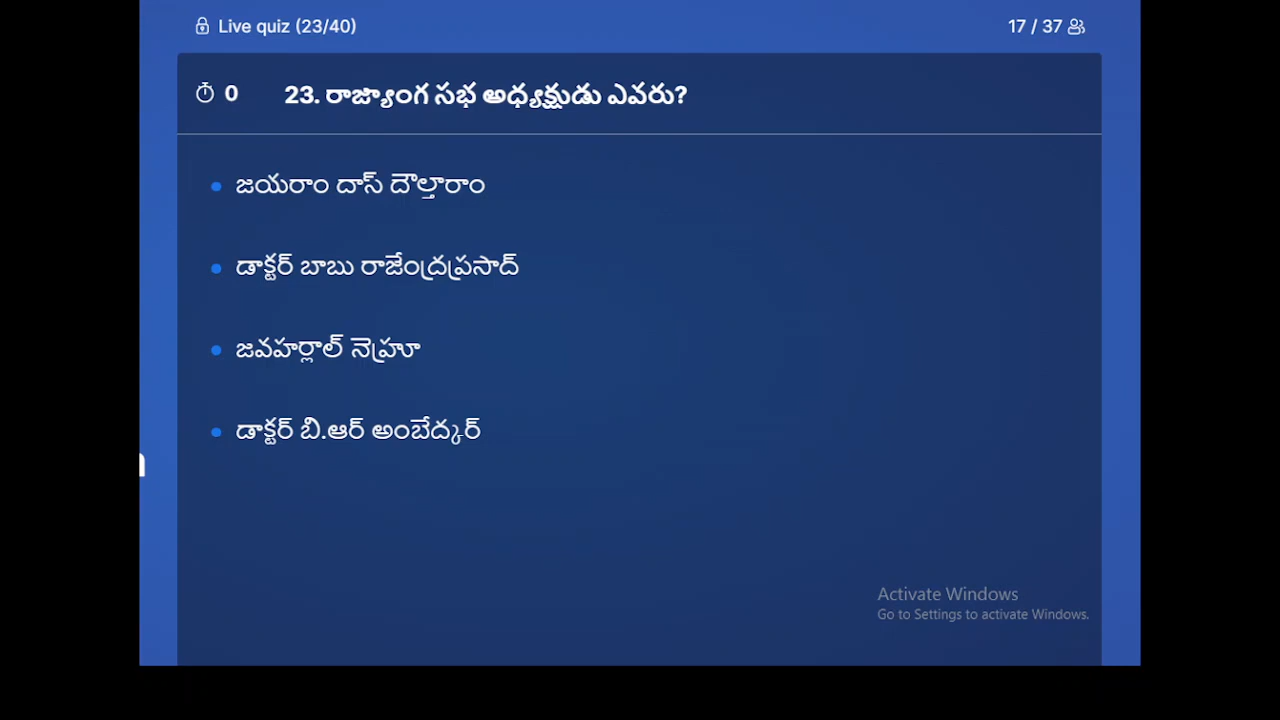 Live quiz (23/40)
17 / 37
0
23. రాజ్యాంగ సభ అధ్యక్షుడు ఎవరు?
జయరాం దాస్ దౌల్తారాం
డాక్టర్ బాబు రాజేంద్రప్రసాద్
జవహర్లాల్ నెహ్రూ
డాక్టర్ బి.ఆర్ అంబేద్కర్
Activate Windows
Go to Settings to activate Windows.